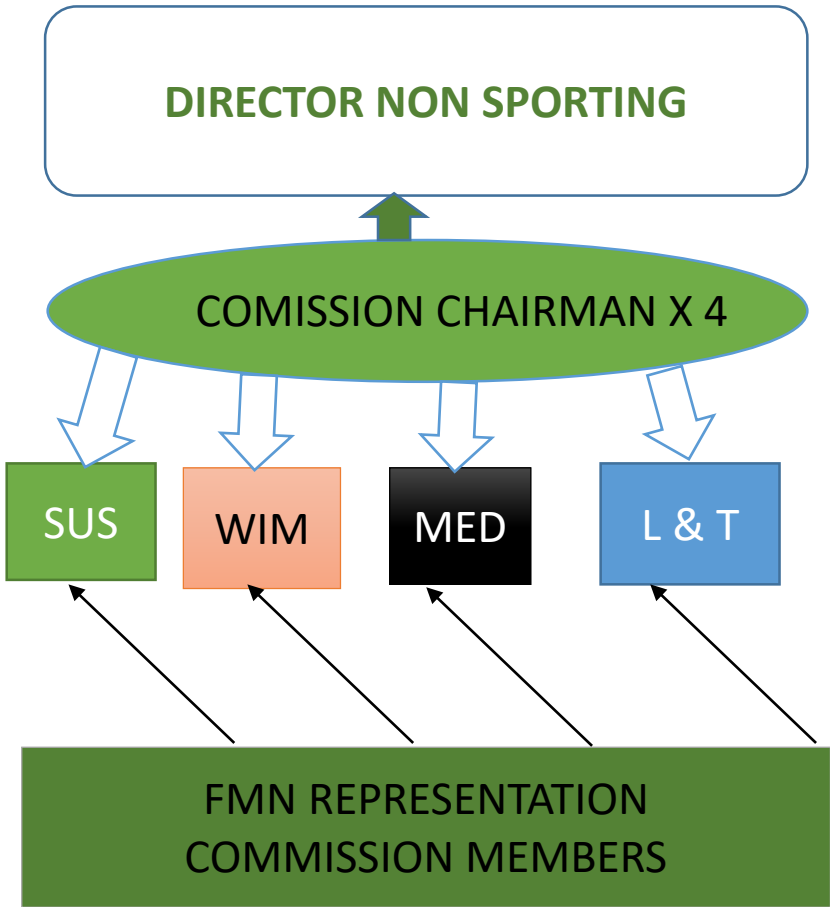 DIRECTOR NON SPORTING
COMISSION CHAIRMAN X 4
SUS
WIM
MED
L & T
FMN REPRESENTATION
COMMISSION MEMBERS